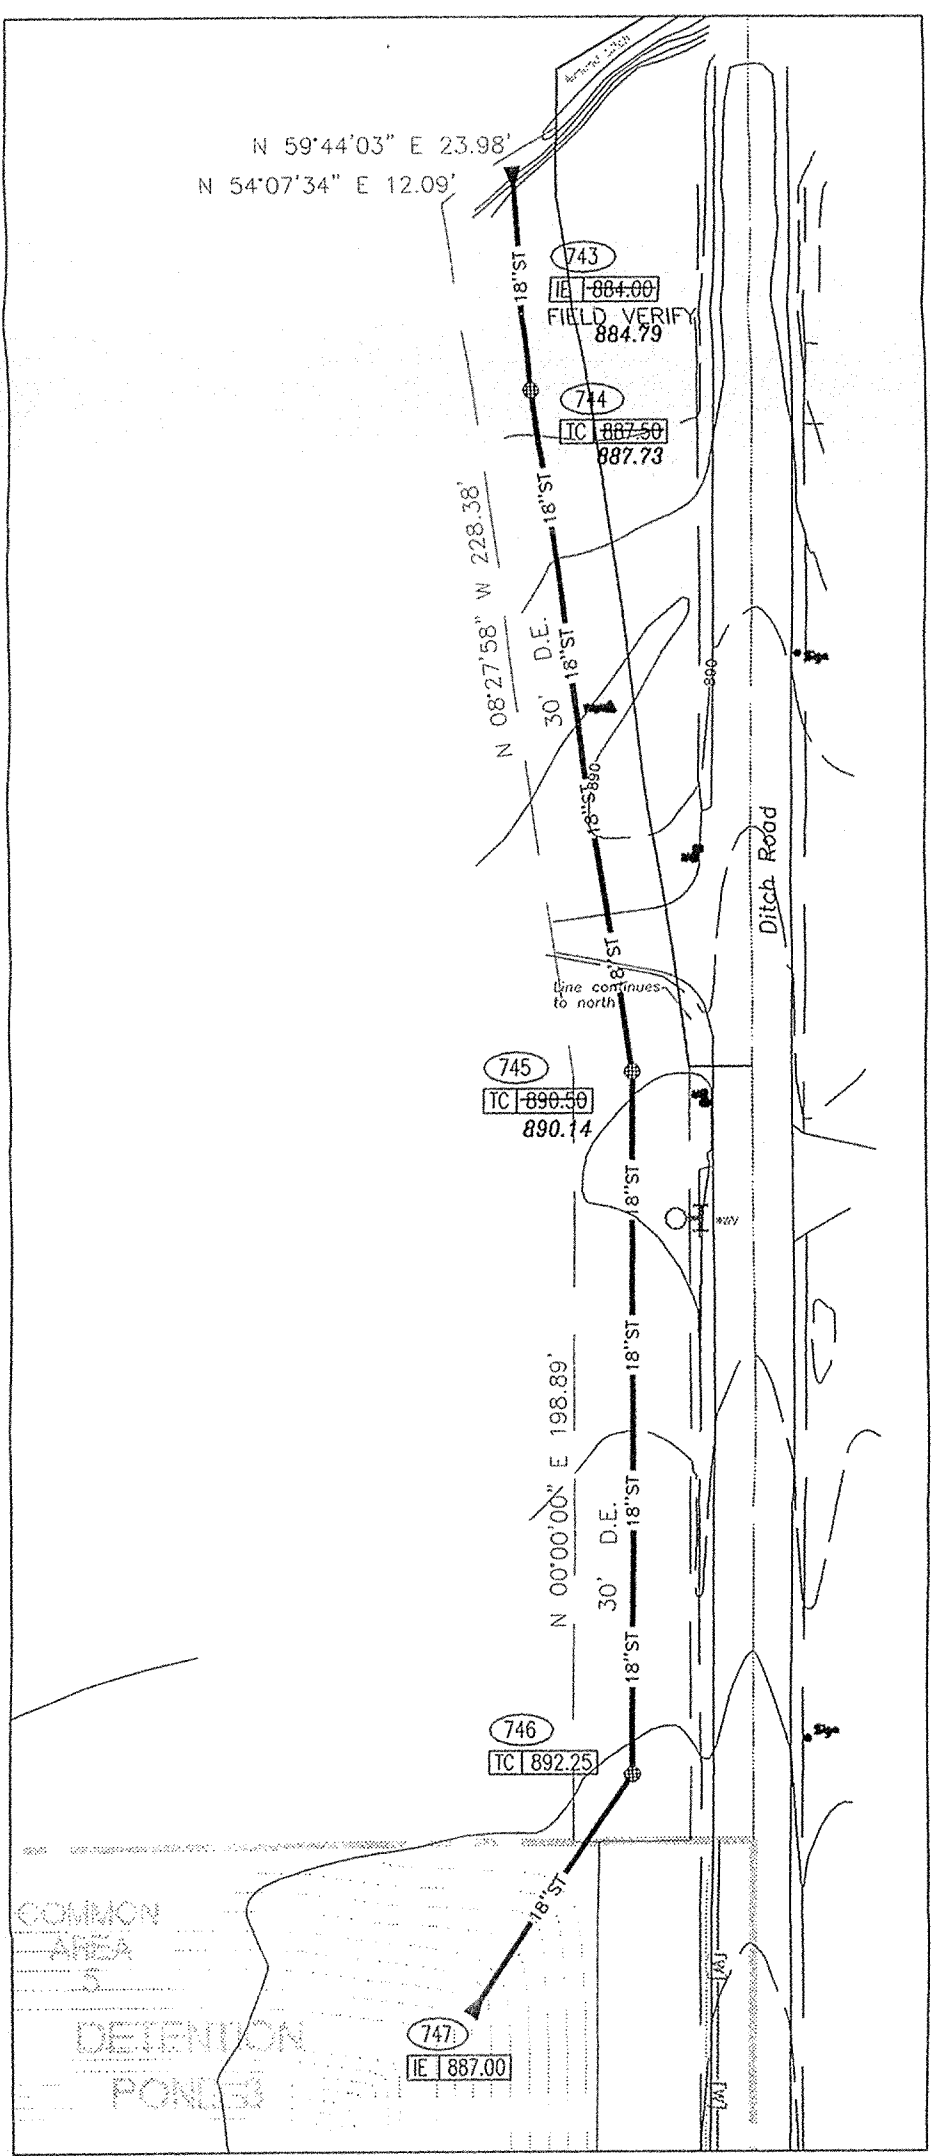 N 59°44'03" E 23.98'
N 54°07'34" E 12.09'
743
IE 884.00
FIELD VERIFY
884.79
18"ST
744
TC 887.50
887.73
18"ST
N 08°27'58" W 228.38'
30' D.E.
18"ST
890
Sign
890
18"ST
Ditch Road
18"ST
Line continues
to north
745
TC 890.50
890.14
18"ST
WV
18"ST
N 00°00'00" E 198.89'
18"ST
30' D.E.
18"ST
746
TC 892.25
Sign
18"ST
COMMON
AREA
5
DETENTION
POND
747
IE 887.00
[W]
[W]